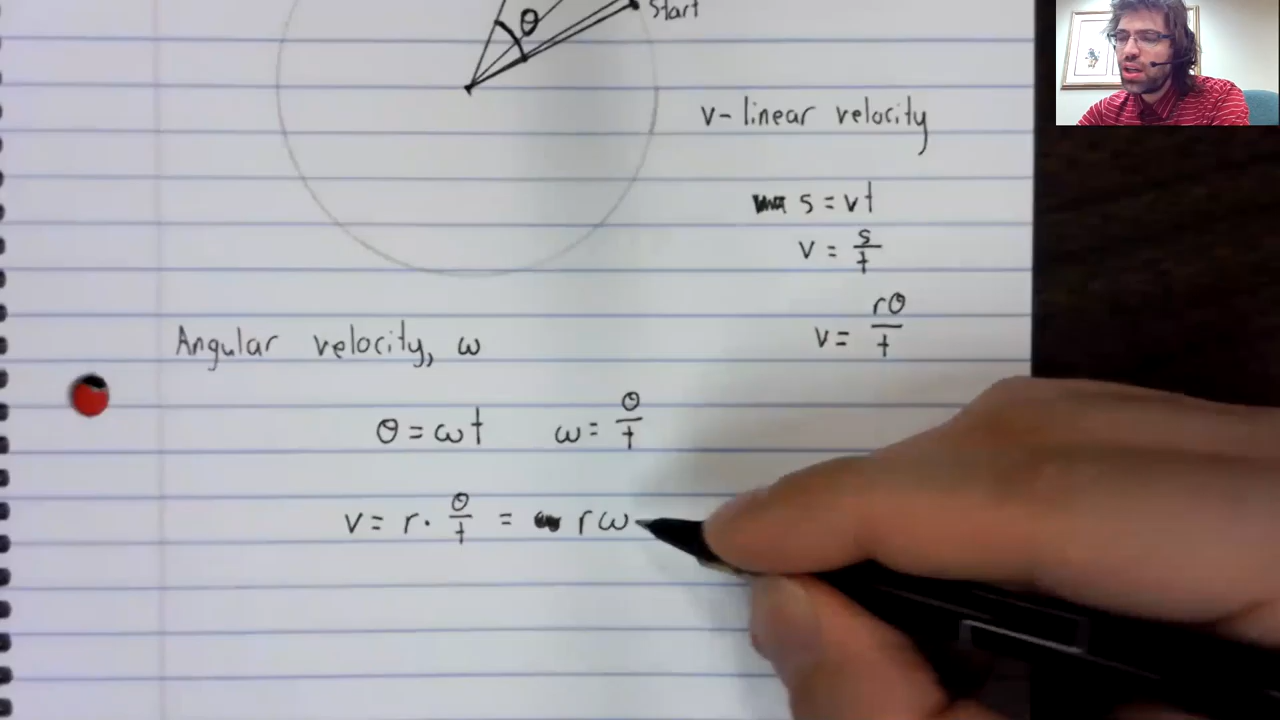 θ
Start
v - linear velocity
s = vt
v = s/t
v = rθ/t
Angular velocity, ω
θ = ωt ω = θ/t
v = r · θ/t = rω